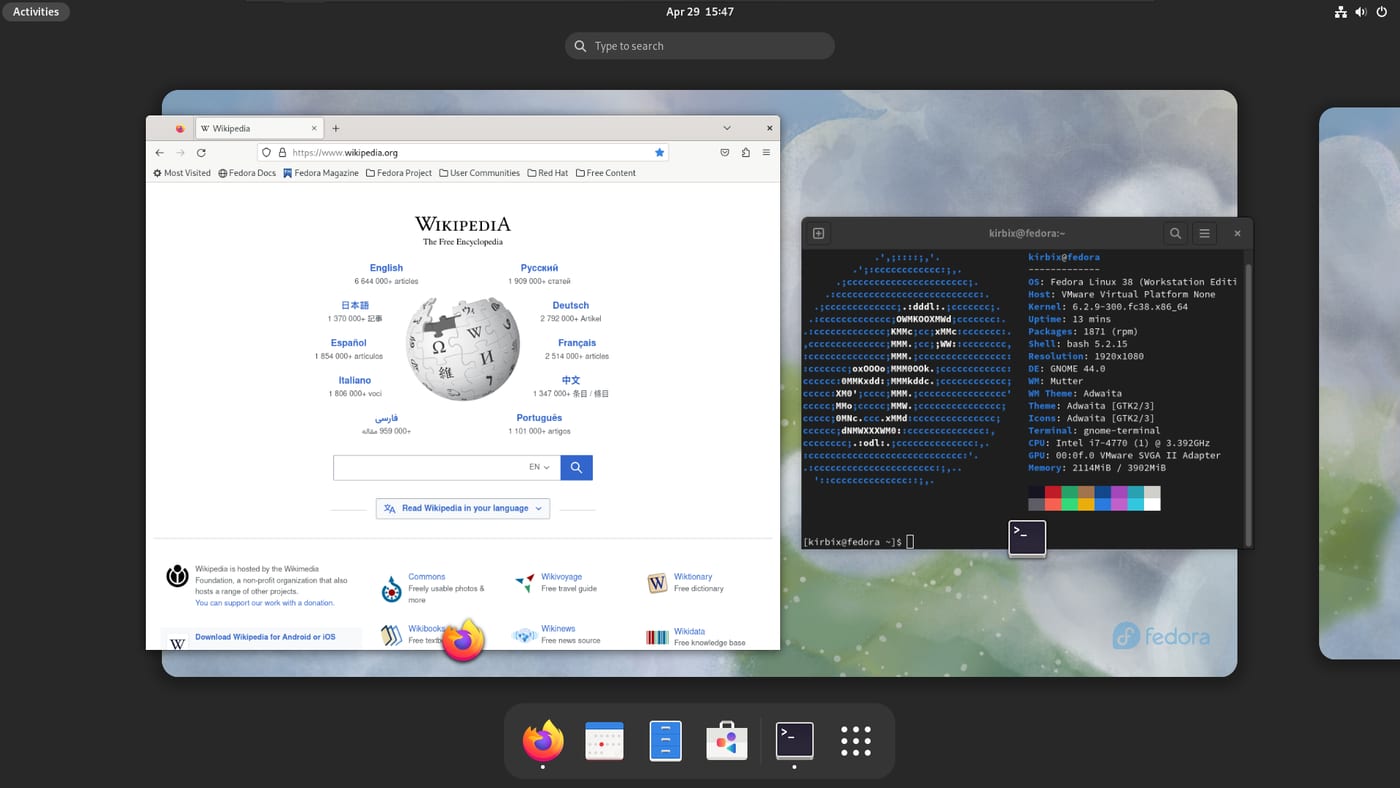 Activities
Apr 29 15:47
Type to search
Wikipedia
https://www.wikipedia.org
Most Visited
Fedora Docs
Fedora Magazine
Fedora Project
User Communities
Red Hat
Free Content
WIKIPEDIA
The Free Encyclopedia
English
6 644 000+ articles
Русский
1 909 000+ статей
日本語
1 370 000+ 記事
Deutsch
2 792 000+ Artikel
Español
1 854 000+ artículos
Français
2 514 000+ articles
Italiano
1 806 000+ voci
中文
1 347 000+ 条目 / 條目
فارسی
۹۵۹ 000+ مقاله
Português
1 101 000+ artigos
EN
Read Wikipedia in your language
Wikipedia is hosted by the Wikimedia
Foundation, a non-profit organization that also
hosts a range of other projects.
You can support our work with a donation.
Download Wikipedia for Android or iOS
Commons
Freely usable photos &
more
Wikivoyage
Free travel guide
Wiktionary
Free dictionary
Wikibooks
Free textb
Wikinews
Free news source
Wikidata
Free knowledge base
kirbix@fedora:~
kirbix@fedora
-------------
OS: Fedora Linux 38 (Workstation Editi
Host: VMware Virtual Platform None
Kernel: 6.2.9-300.fc38.x86_64
Uptime: 13 mins
Packages: 1871 (rpm)
Shell: bash 5.2.15
Resolution: 1920x1080
DE: GNOME 44.0
WM: Mutter
WM Theme: Adwaita
Theme: Adwaita [GTK2/3]
Icons: Adwaita [GTK2/3]
Terminal: gnome-terminal
CPU: Intel i7-4770 (1) @ 3.392GHz
GPU: 00:0f.0 VMware SVGA II Adapter
Memory: 2114MiB / 3902MiB
[kirbix@fedora ~]$
fedora